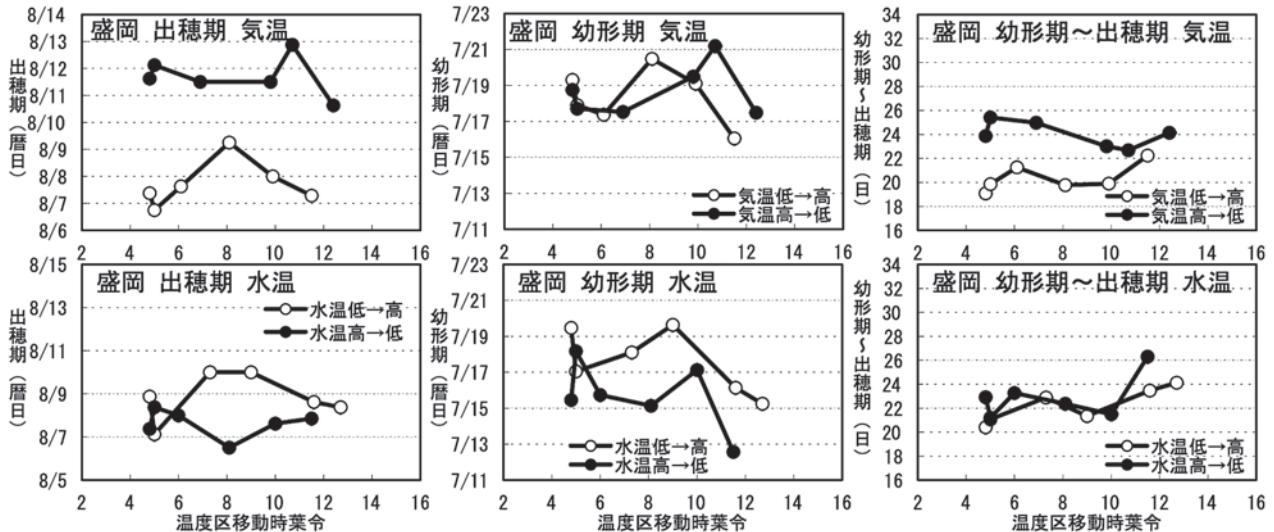 盛岡 出穂期 気温
出穂期（暦日）
8/14
8/13
8/12
8/11
8/10
8/9
8/8
8/7
8/6
2 4 6 8 10 12 14 16
盛岡 幼形期 気温
幼形期（暦日）
7/23
7/21
7/19
7/17
7/15
7/13
7/11
気温低→高
気温高→低
2 4 6 8 10 12 14 16
盛岡 幼形期～出穂期 気温
幼形期～出穂期（日）
34
32
30
28
26
24
22
20
18
16
気温低→高
気温高→低
2 4 6 8 10 12 14 16
盛岡 出穂期 水温
出穂期（暦日）
8/15
8/13
8/11
8/9
8/7
8/5
水温低→高
水温高→低
2 4 6 8 10 12 14 16
温度区移動時葉令
盛岡 幼形期 水温
幼形期（暦日）
7/23
7/21
7/19
7/17
7/15
7/13
7/11
水温低→高
水温高→低
2 4 6 8 10 12 14 16
温度区移動時葉令
盛岡 幼形期～出穂期 水温
幼形期～出穂期（日）
34
32
30
28
26
24
22
20
18
16
水温低→高
水温高→低
2 4 6 8 10 12 14 16
温度区移動時葉令